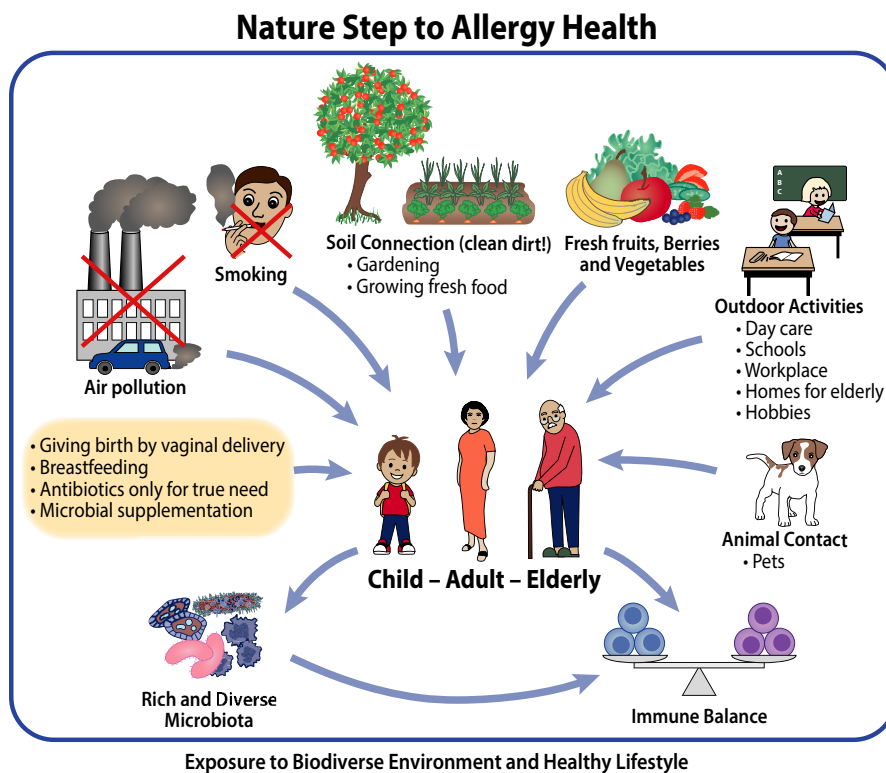 Nature Step to Allergy Health
A
B
C
Smoking
Soil Connection (clean dirt!)
• Gardening
• Growing fresh food
Fresh fruits, Berries
and Vegetables
Outdoor Activities
• Day care
• Schools
• Workplace
• Homes for elderly
• Hobbies
Air pollution
• Giving birth by vaginal delivery
• Breastfeeding
• Antibiotics only for true need
• Microbial supplementation
Animal Contact
• Pets
Child – Adult – Elderly
Rich and Diverse
Microbiota
Immune Balance
Exposure to Biodiverse Environment and Healthy Lifestyle